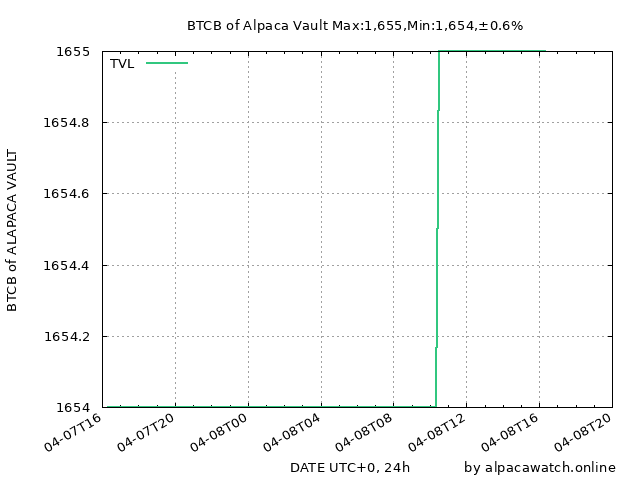 BTCB of Alpaca Vault Max:1,655,Min:1,654,±0.6%
TVL
1655
1654.8
1654.6
1654.4
1654.2
1654
BTCB of ALAPACA VAULT
04-07T16
04-07T20
04-08T00
04-08T04
04-08T08
04-08T12
04-08T16
04-08T20
DATE UTC+0, 24h
by alpacawatch.online